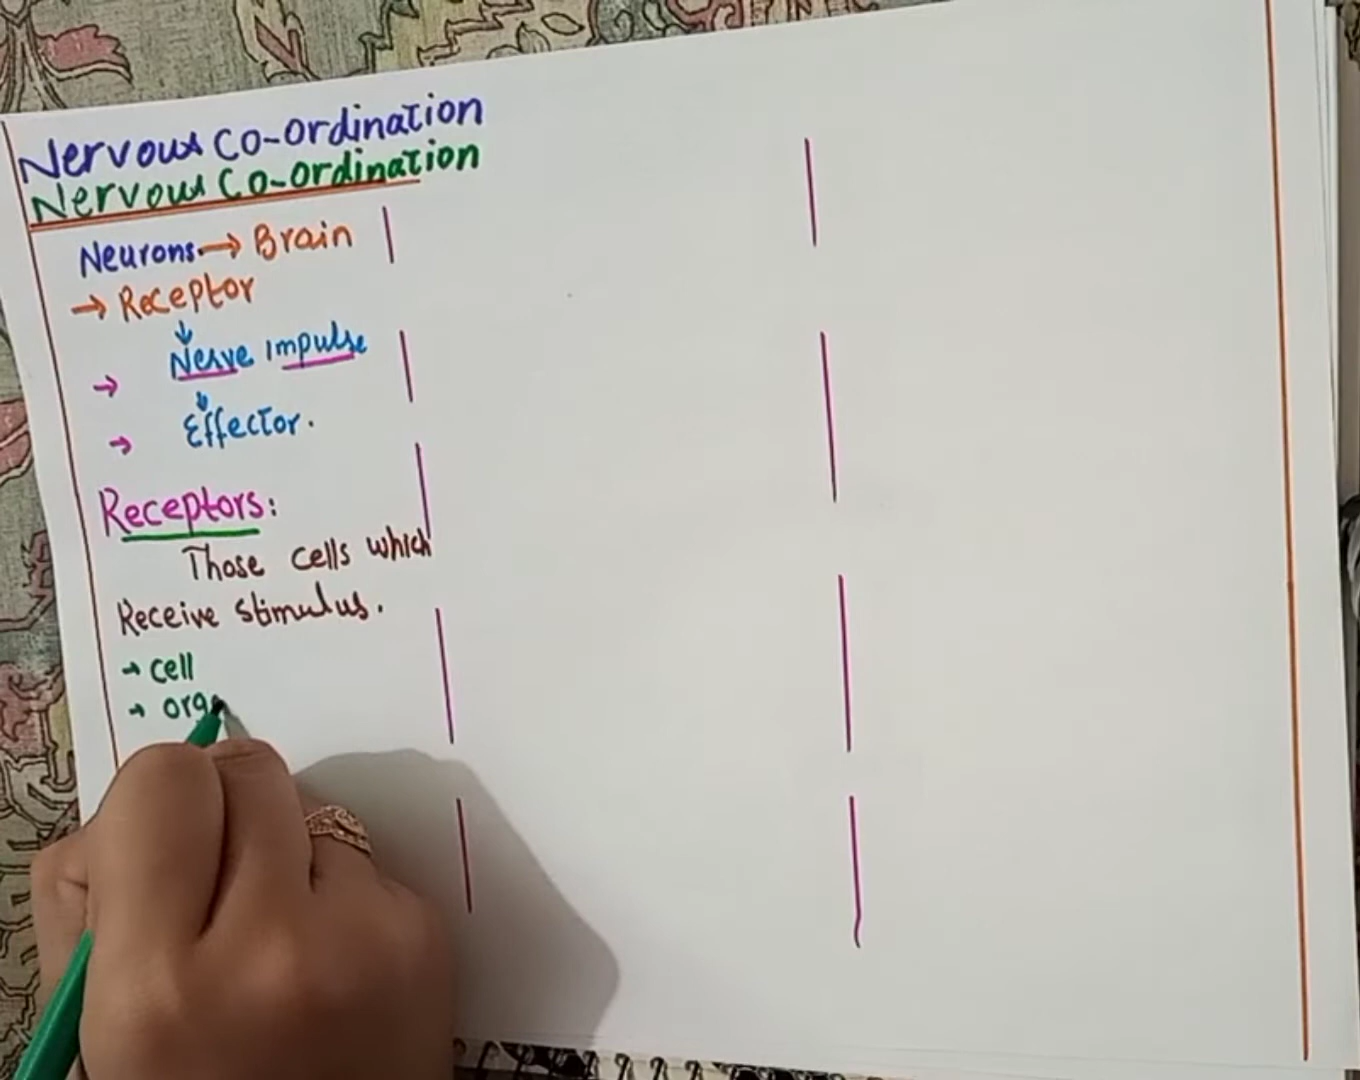 Nervous Co-ordination
Nervous Co-ordination
Neurons → Brain
→ Receptor
↓
→ Nerve impulse
↓
→ Effector.
Receptors:
Those cells which
Receive stimulus.
→ cell
→ orga